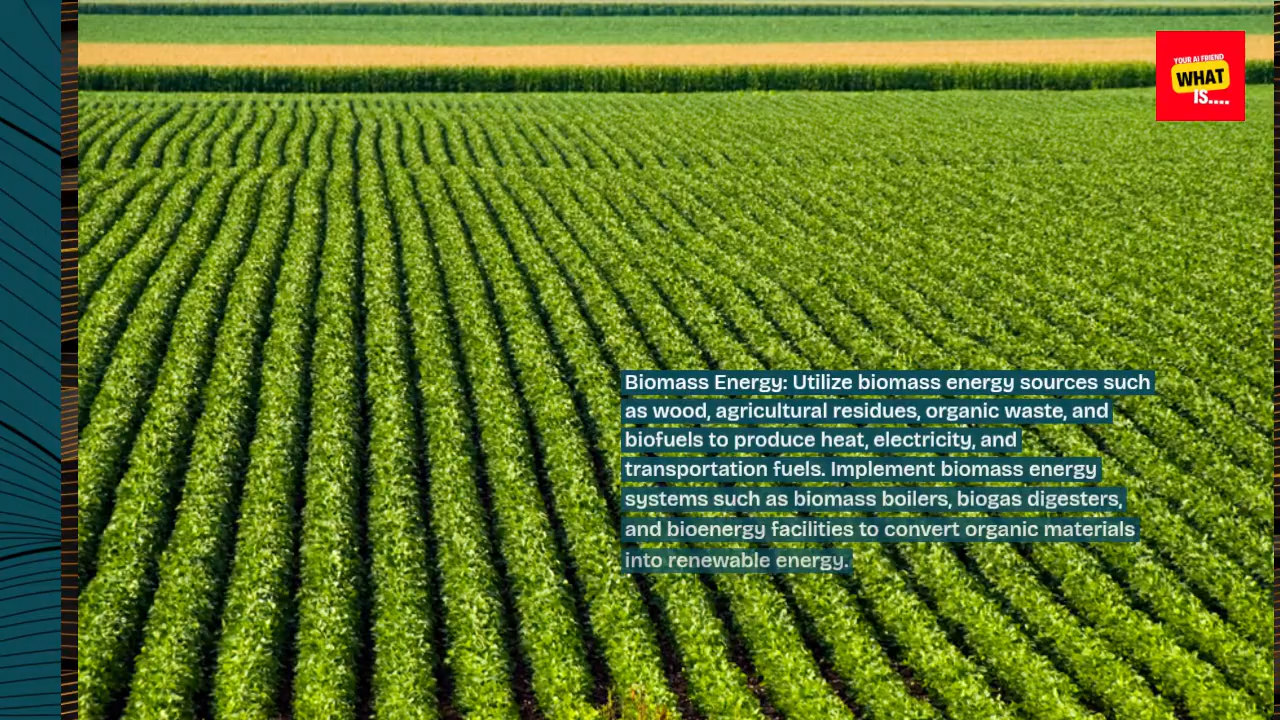 YOUR AI FRIEND
WHAT
IS....
Biomass Energy: Utilize biomass energy sources such
as wood, agricultural residues, organic waste, and
biofuels to produce heat, electricity, and
transportation fuels. Implement biomass energy
systems such as biomass boilers, biogas digesters,
and bioenergy facilities to convert organic materials
into renewable energy.